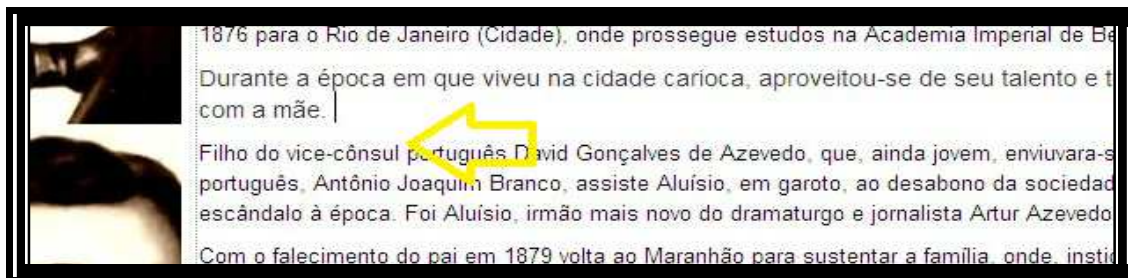 1876 para o Rio de Janeiro (Cidade), onde prossegue estudos na Academia Imperial de Be
Durante a época em que viveu na cidade carioca, aproveitou-se de seu talento e t
com a mãe.
Filho do vice-cônsul português David Gonçalves de Azevedo, que, ainda jovem, enviuvara-s
português, Antônio Joaquim Branco, assiste Aluísio, em garoto, ao desabono da sociedad
escândalo à época. Foi Aluísio, irmão mais novo do dramaturgo e jornalista Artur Azevedo
Com o falecimento do pai em 1879 volta ao Maranhão para sustentar a família, onde, instig